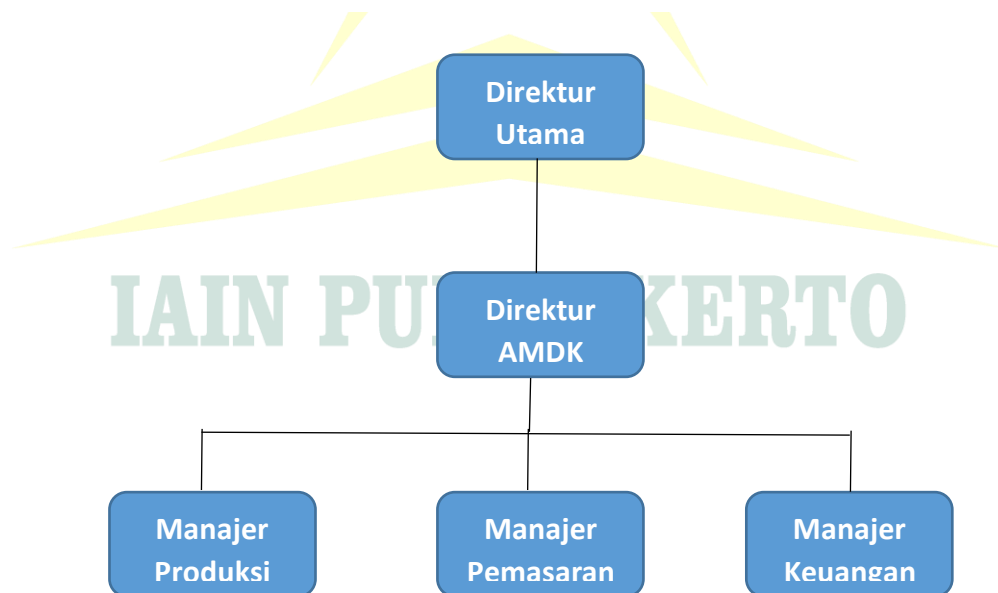 Direktur
Utama
IAIN PU KERTO
Direktur
AMDK
Manajer
Produksi
Manajer
Pemasaran
Manajer
Keuangan